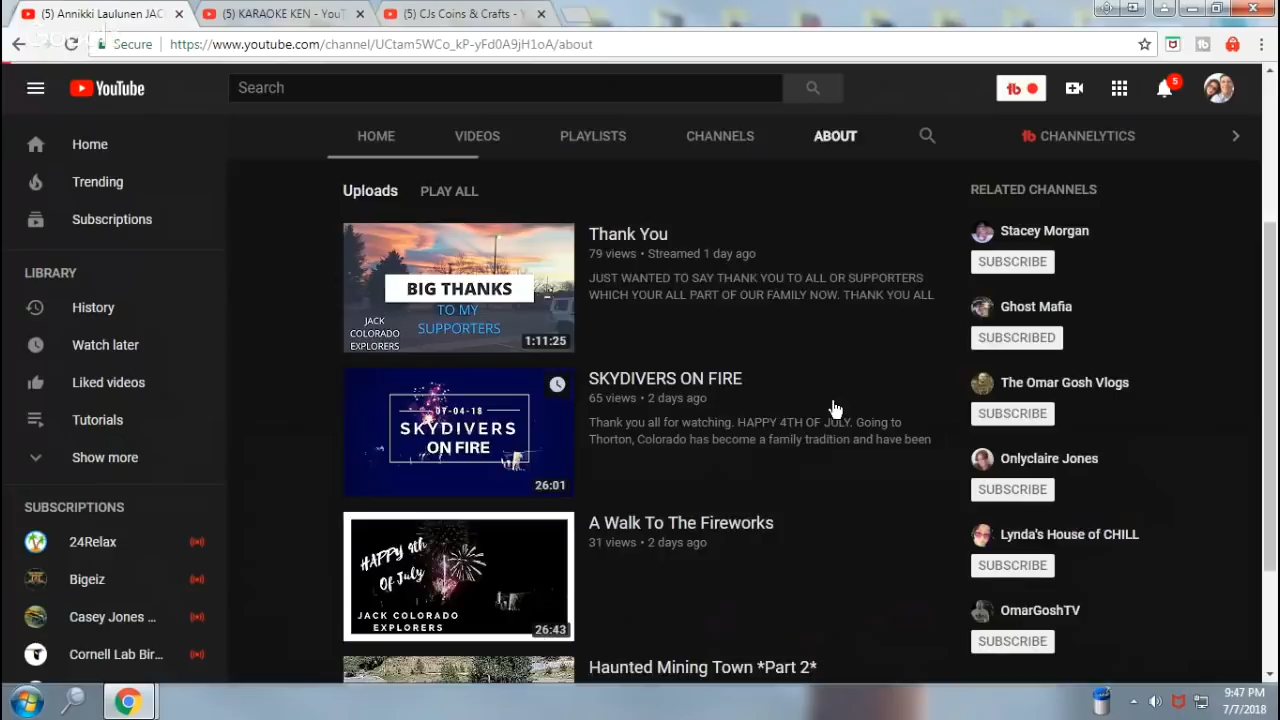 (5) Annikki Laulunen JAC
(5) KARAOKE KEN - YouT
(5) CJs Coins & Crafts - Y
Secure
https://www.youtube.com/channel/UCtam5WCo_kP-yFd0A9jH1oA/about
YouTube
Search
5
HOME
VIDEOS
PLAYLISTS
CHANNELS
ABOUT
CHANNELYTICS
Home
Trending
Subscriptions
LIBRARY
History
Watch later
Liked videos
Tutorials
Show more
SUBSCRIPTIONS
24Relax
Bigeiz
Casey Jones ...
Cornell Lab Bir...
Uploads
PLAY ALL
BIG THANKS
TO MY
SUPPORTERS
JACK
COLORADO
EXPLORERS
1:11:25
Thank You
79 views • Streamed 1 day ago
JUST WANTED TO SAY THANK YOU TO ALL OR SUPPORTERS
WHICH YOUR ALL PART OF OUR FAMILY NOW. THANK YOU ALL
07-04-18
SKYDIVERS
ON FIRE
26:01
SKYDIVERS ON FIRE
65 views • 2 days ago
Thank you all for watching. HAPPY 4TH OF JULY. Going to
Thorton, Colorado has become a family tradition and have been
HAPPY 4th
OF July
JACK COLORADO
EXPLORERS
26:43
A Walk To The Fireworks
31 views • 2 days ago
Haunted Mining Town *Part 2*
RELATED CHANNELS
Stacey Morgan
SUBSCRIBE
Ghost Mafia
SUBSCRIBED
The Omar Gosh Vlogs
SUBSCRIBE
Onlyclaire Jones
SUBSCRIBE
Lynda's House of CHILL
SUBSCRIBE
OmarGoshTV
SUBSCRIBE
9:47 PM
7/7/2018